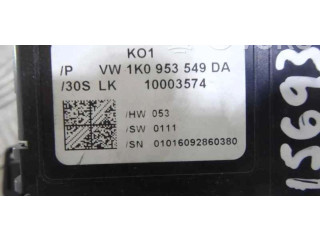 KO1
/P VW 1K0 953 549 DA
/30S LK 10003574
/HW 053
/SW 0111
/SN 01016092860380